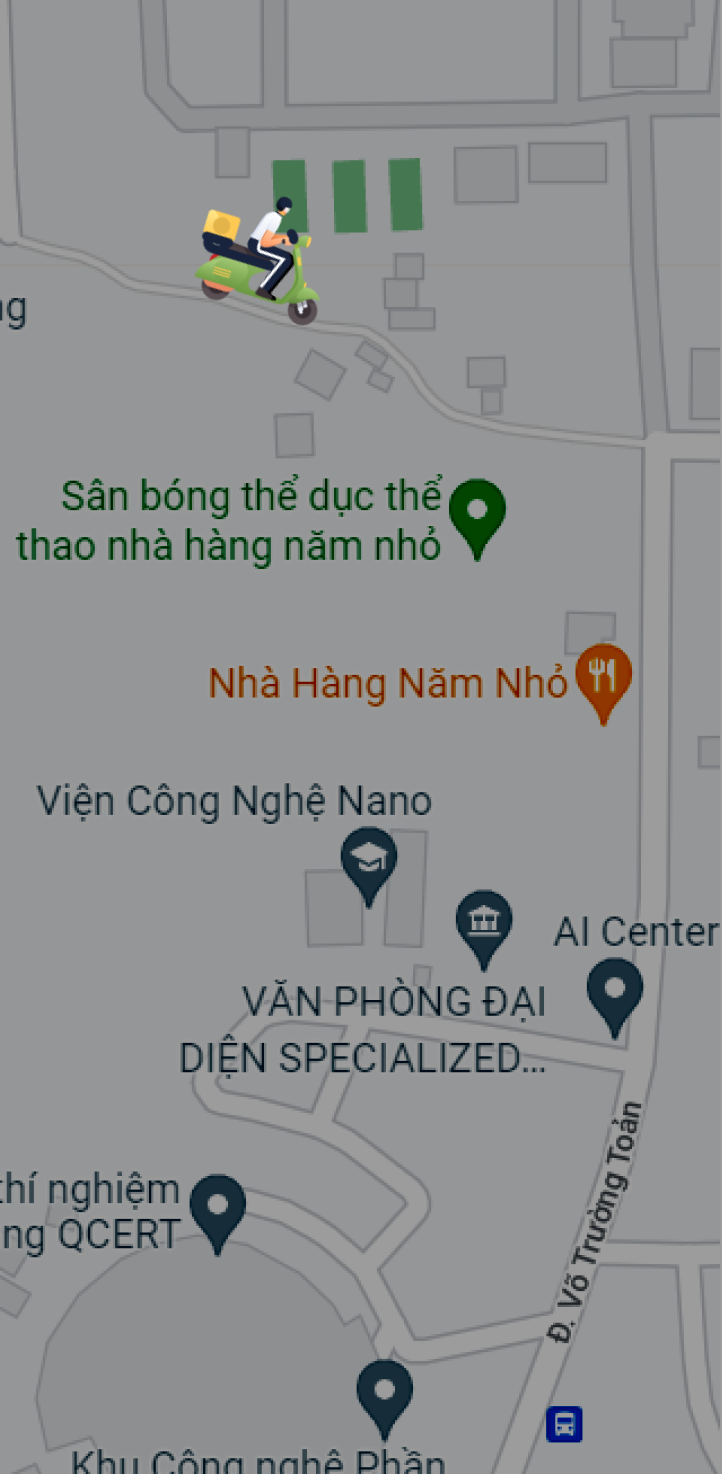 ng
Sân bóng thể dục thể
thao nhà hàng năm nhỏ
Nhà Hàng Năm Nhỏ
Viện Công Nghệ Nano
AI Center
VĂN PHÒNG ĐẠI
DIỆN SPECIALIZED...
thí nghiệm
ng QCERT
Đ. Võ Trường Toản
Khu Công nghệ Phần